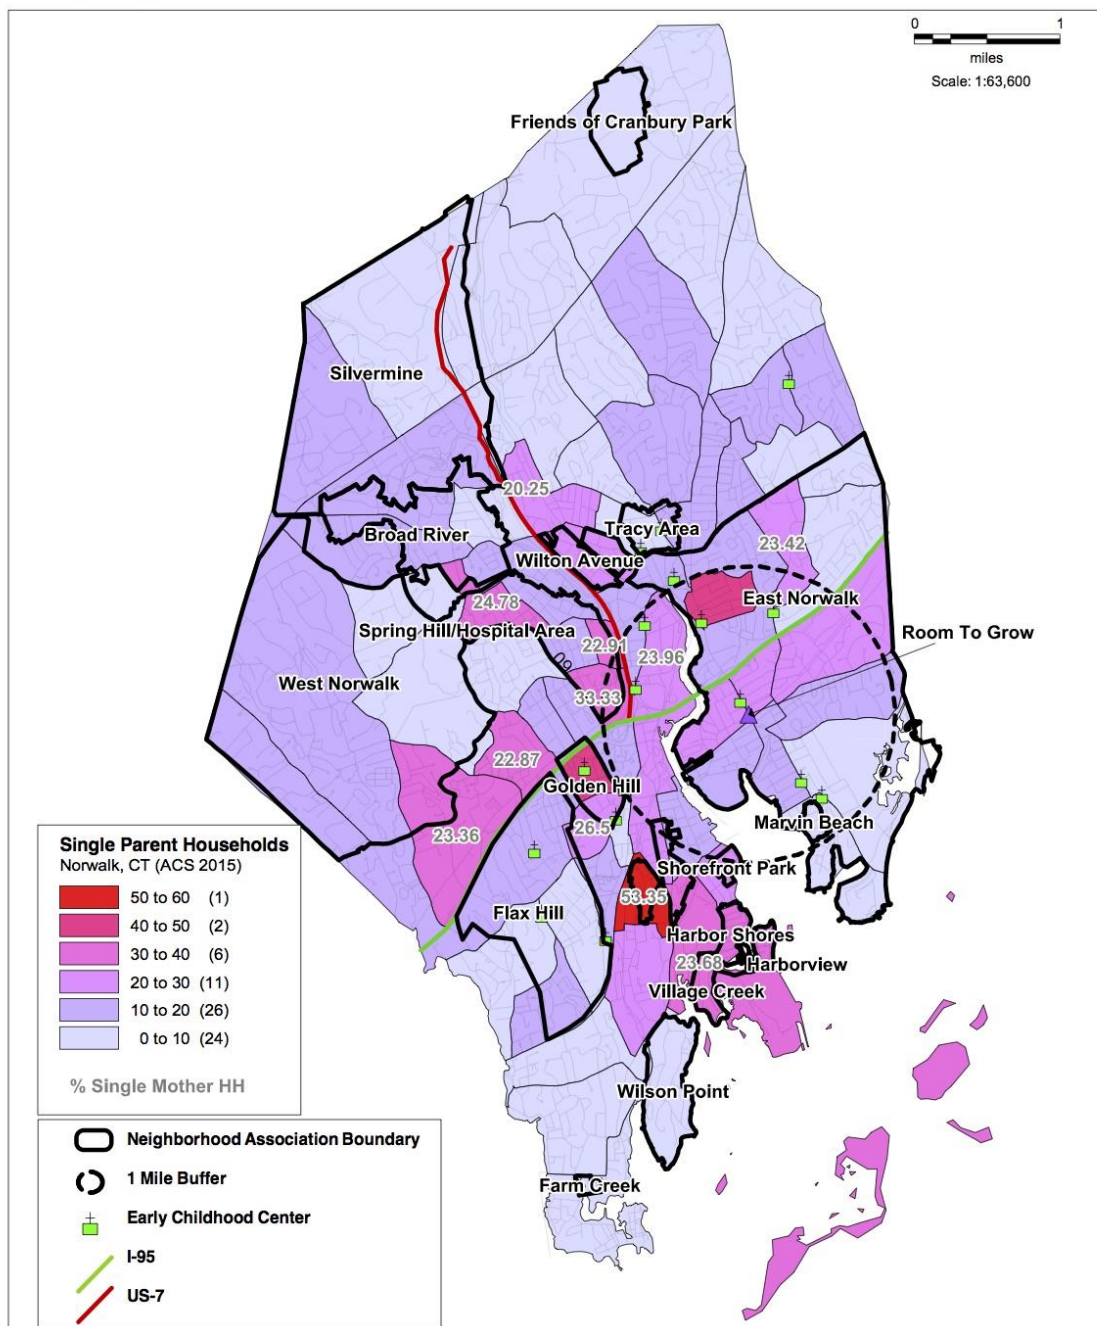 0 1
miles
Scale: 1:63,600
Friends of Cranbury Park
Silvermine
20.25
Tracy Area
Broad River
23.42
Wilton Avenue
24.78
East Norwalk
Spring Hill/Hospital Area
Room To Grow
22.91
23.96
West Norwalk
33.33
22.87
Golden Hill
26.5
Marvin Beach
23.36
Shorefront Park
53.35
Flax Hill
Harbor Shores
23.68
Harborview
Village Creek
Wilson Point
Farm Creek
Single Parent Households
Norwalk, CT (ACS 2015)
50 to 60 (1)
40 to 50 (2)
30 to 40 (6)
20 to 30 (11)
10 to 20 (26)
0 to 10 (24)
% Single Mother HH
Neighborhood Association Boundary
1 Mile Buffer
Early Childhood Center
I-95
US-7